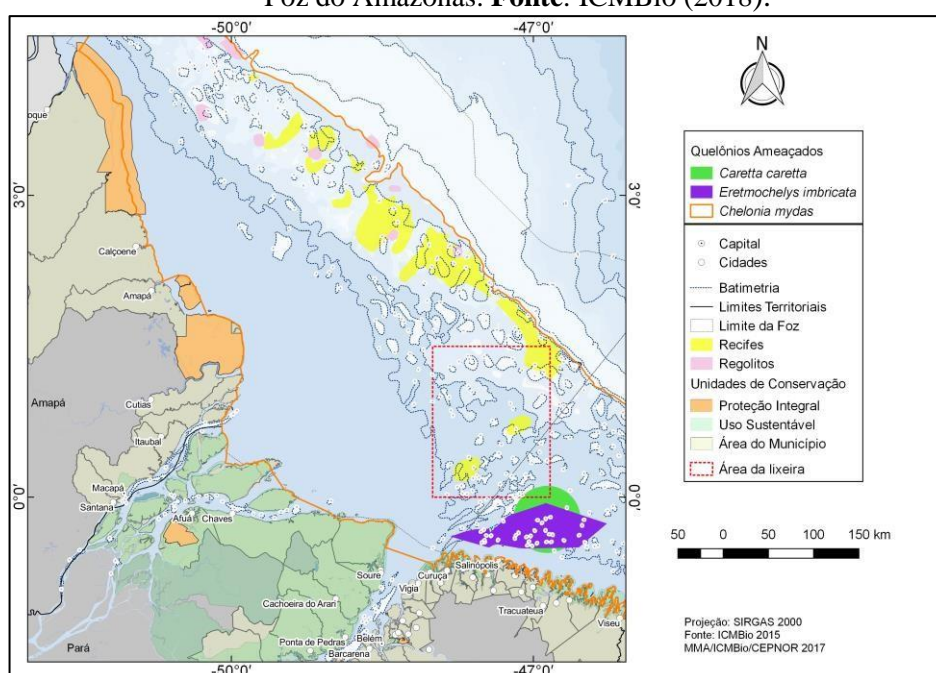 Foz do Amazonas. Fonte: ICMBio (2018).
-50°0' -47°0'
N
oque
Quelônios Ameaçados
Caretta caretta
Eretmochelys imbricata
Chelonia mydas
3°0' 3°0'
Capital
Cidades
Calçoene
Batimetria
Limites Territoriais
Amapá
Limite da Foz
Recifes
Regolitos
Unidades de Conservação
Amapá
Cutias
Proteção Integral
Itaubal
Uso Sustentável
Área do Município
Macapá
Área da lixeira
Santana
0°0' 0°0'
Afuá Chaves
50 0 50 100 150 km
Salinópolis
Soure Curuçá
Vigia
Cachoeira do Arari
Tracuateua
Viseu
Projeção: SIRGAS 2000
Fonte: ICMBio 2015
MMA/ICMBio/CEPNOR 2017
Pará
Ponta de Pedras Belém
Barcarena
-50°0' -47°0'